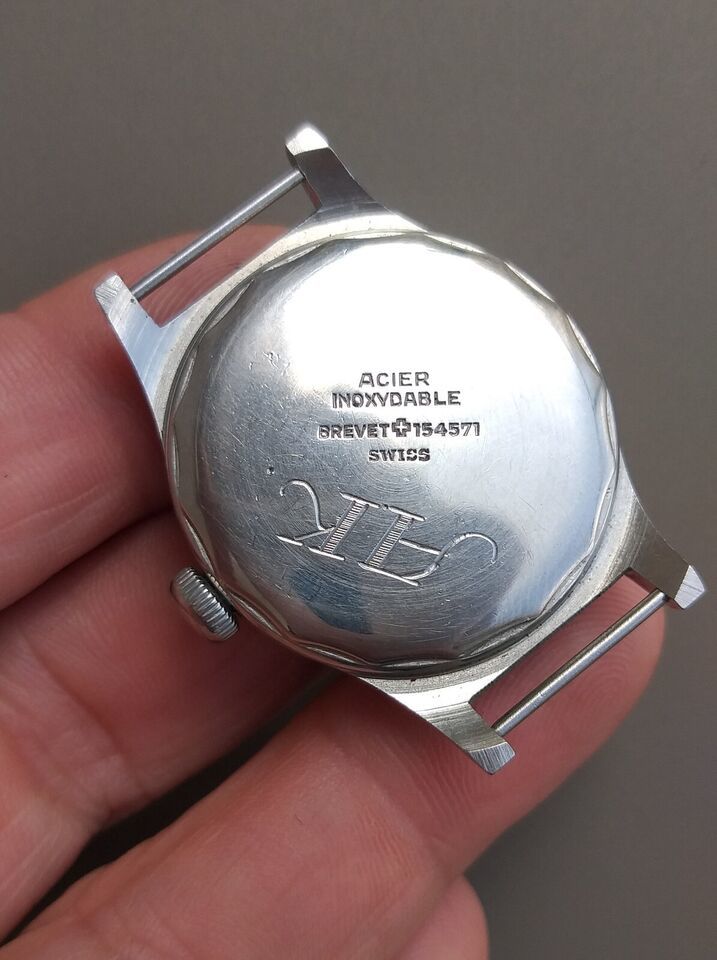 ACIER
INOXYDABLE
BREVET✚154571
SWISS